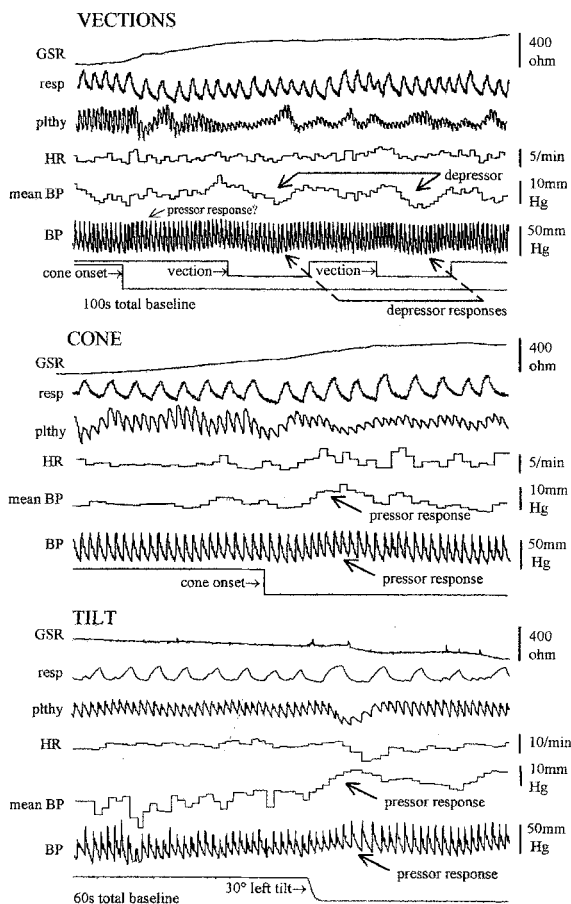 VECTIONS
GSR
400
ohm
resp
plthy
HR
5/min
depressor
mean BP
10mm
Hg
pressor response?
BP
50mm
Hg
cone onset→
vection→
vection→
100s total baseline
depressor responses
CONE
GSR
400
ohm
resp
plthy
HR
5/min
mean BP
10mm
Hg
pressor response
BP
50mm
Hg
cone onset→
pressor response
TILT
GSR
400
ohm
resp
plthy
HR
10/min
10mm
Hg
mean BP
pressor response
BP
50mm
Hg
pressor response
30° left tilt→
60s total baseline